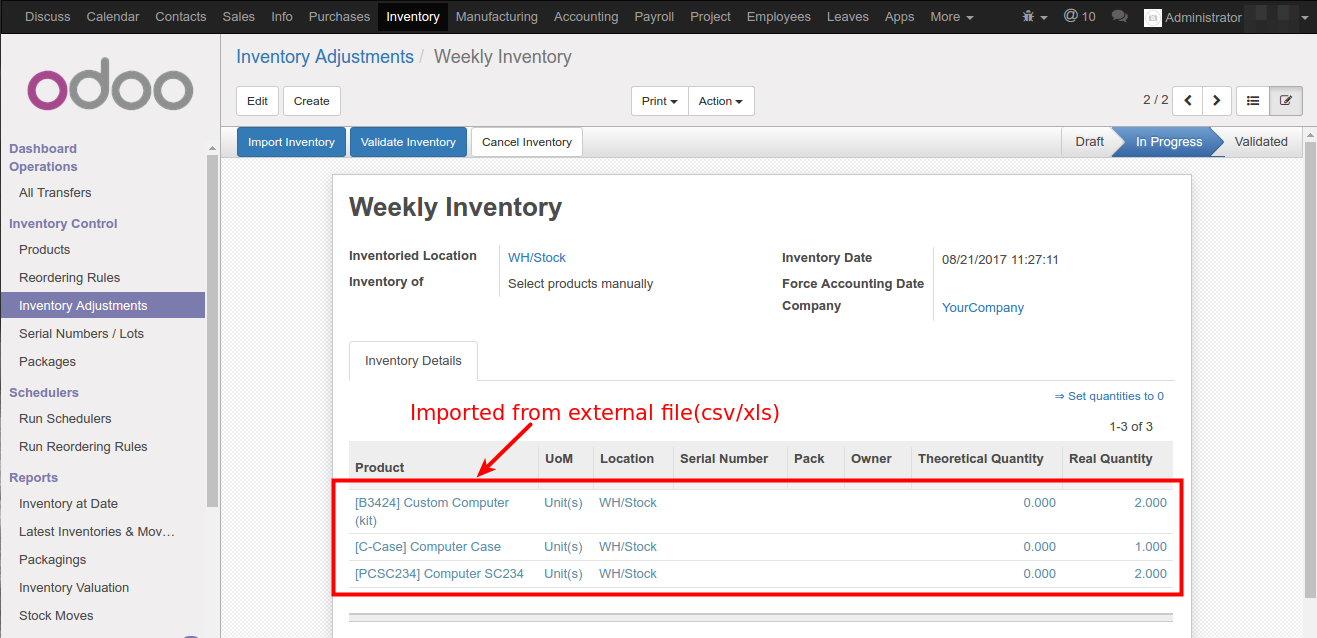 Discuss Calendar Contacts Sales Info Purchases Inventory Manufacturing Accounting Payroll Project Employees Leaves Apps More @ 10 Administrator
odoo
Dashboard
Operations
All Transfers
Inventory Control
Products
Reordering Rules
Inventory Adjustments
Serial Numbers / Lots
Packages
Schedulers
Run Schedulers
Run Reordering Rules
Reports
Inventory at Date
Latest Inventories & Mov…
Packagings
Inventory Valuation
Stock Moves
Inventory Adjustments / Weekly Inventory
Edit Create Print Action 2 / 2
Import Inventory Validate Inventory Cancel Inventory Draft In Progress Validated
Weekly Inventory
Inventoried Location WH/Stock
Inventory of Select products manually
Inventory Date 08/21/2017 11:27:11
Force Accounting Date
Company YourCompany
Inventory Details
⇒ Set quantities to 0
Imported from external file(csv/xls)
1-3 of 3
Product UoM Location Serial Number Pack Owner Theoretical Quantity Real Quantity
[B3424] Custom Computer Unit(s) WH/Stock 0.000 2.000
(kit)
[C-Case] Computer Case Unit(s) WH/Stock 0.000 1.000
[PCSC234] Computer SC234 Unit(s) WH/Stock 0.000 2.000